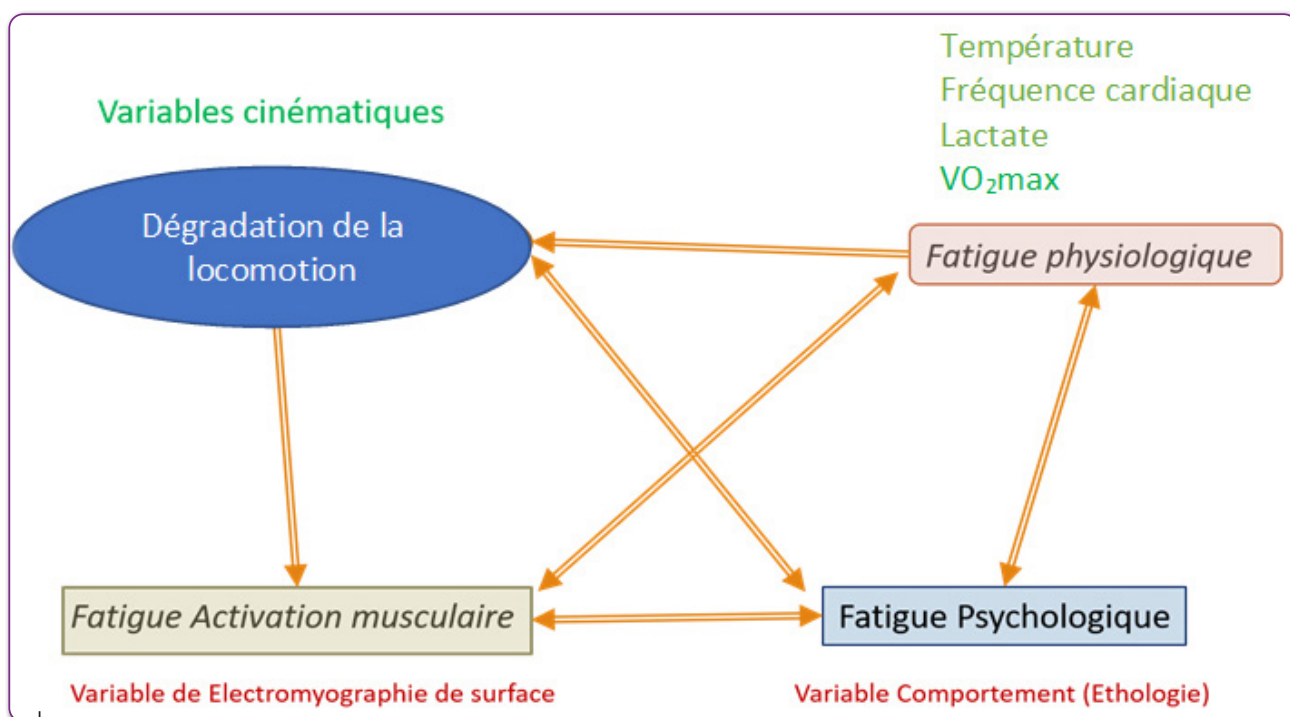 Température
Fréquence cardiaque
Lactate
VO₂max
Variables cinématiques
Dégradation de la
locomotion
Fatigue physiologique
Fatigue Activation musculaire
Fatigue Psychologique
Variable de Electromyographie de surface
Variable Comportement (Ethologie)